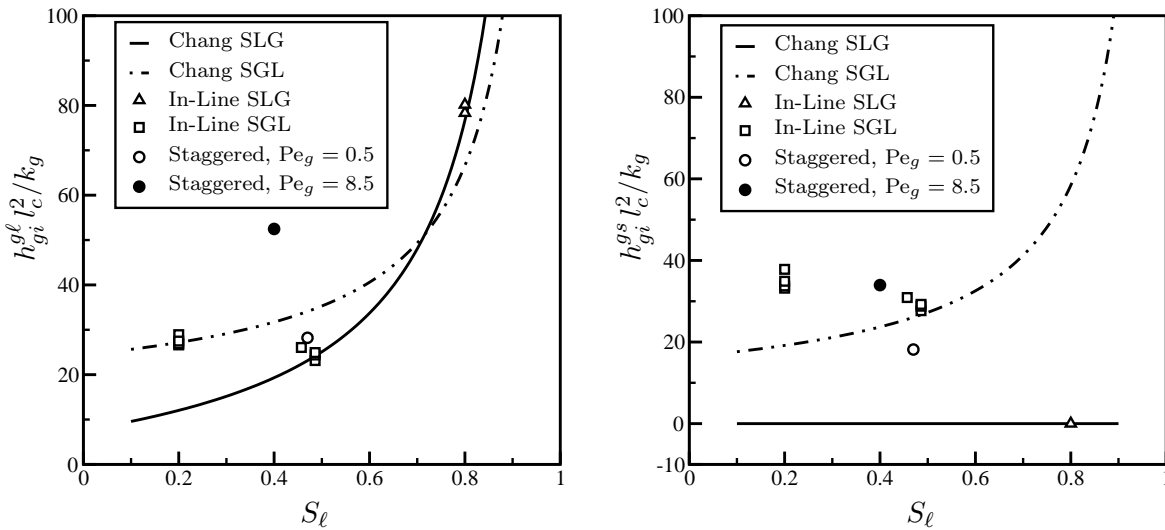 100
80
60
40
20
0
0
0.2
0.4
0.6
0.8
1
h_{gi}^{gℓ} l_c^2/k_g
S_ℓ
Chang SLG
Chang SGL
In-Line SLG
In-Line SGL
Staggered, Pe_g = 0.5
Staggered, Pe_g = 8.5
100
80
60
40
20
0
-10
0
0.2
0.4
0.6
0.8
1
h_{gi}^{gs} l_c^2/k_g
S_ℓ
Chang SLG
Chang SGL
In-Line SLG
In-Line SGL
Staggered, Pe_g = 0.5
Staggered, Pe_g = 8.5